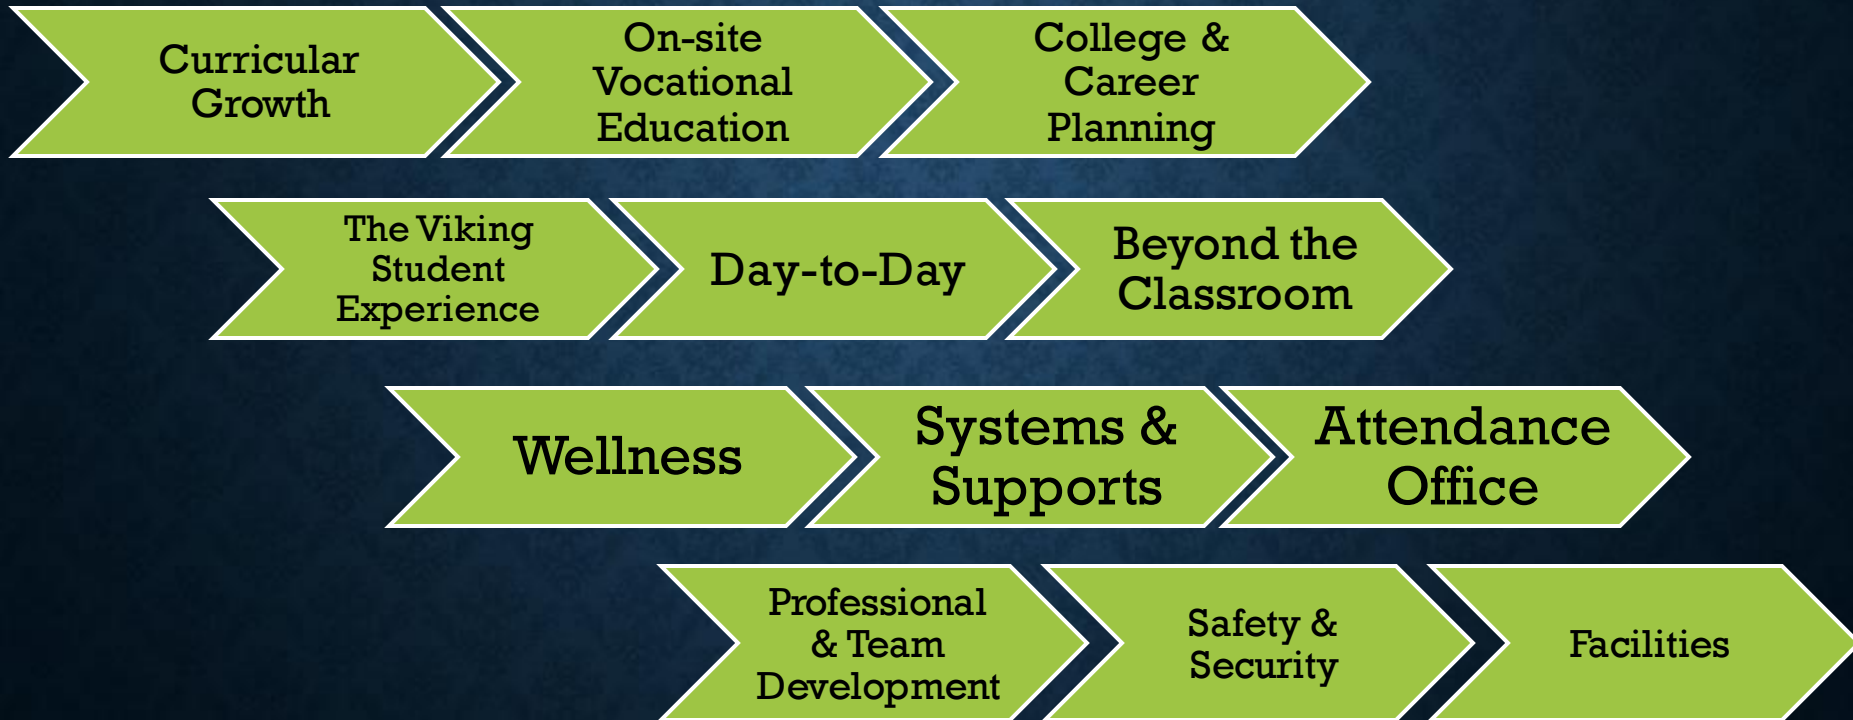 Curricular
Growth
On-site
Vocational
Education
College &
Career
Planning
The Viking
Student
Experience
Day-to-Day
Beyond the
Classroom
Wellness
Systems &
Supports
Attendance
Office
Professional
& Team
Development
Safety &
Security
Facilities